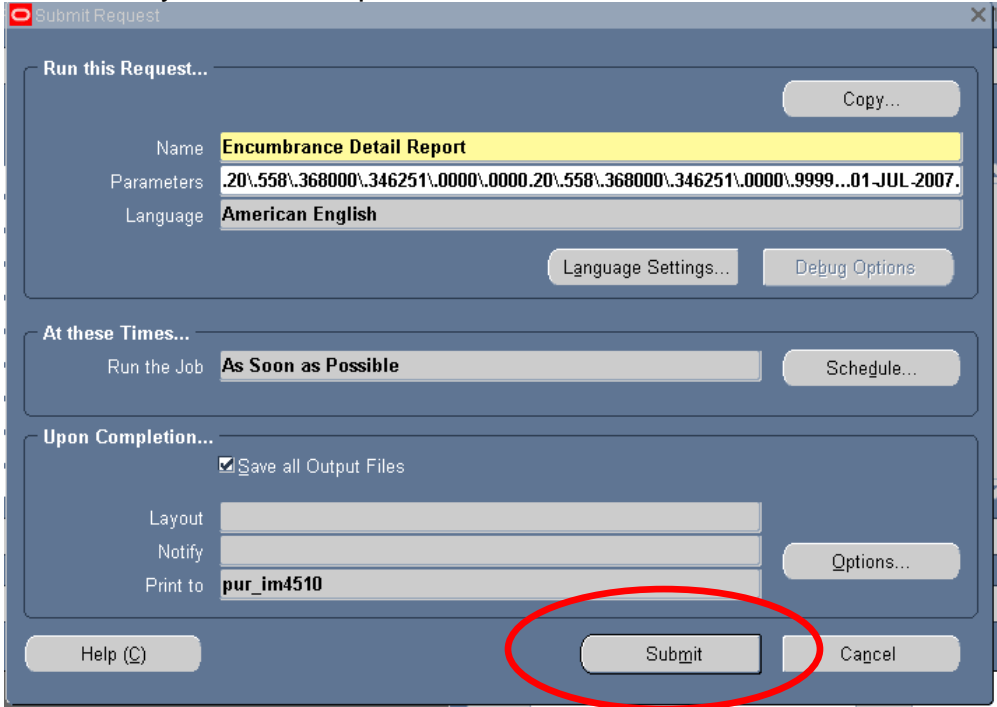 Submit Request
Run this Request...
Copy...
Name Encumbrance Detail Report
Parameters .20\.558\.368000\.346251\.0000\.0000.20\.558\.368000\.346251\.0000\.9999...01-JUL-2007.
Language American English
Language Settings... Debug Options
At these Times...
Run the Job As Soon as Possible Schedule...
Upon Completion...
Save all Output Files
Layout
Notify
Options...
Print to pur_im4510
Help (C) Submit Cancel